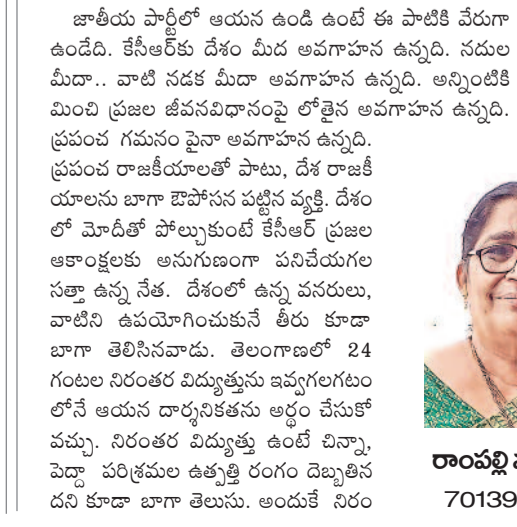 జాతీయ పార్టీలో ఆయన ఉండి ఉంటే ఈ పాటికి వేరుగా
ఉండేది. కేసీఆర్‌కు దేశం మీద అవగాహన ఉన్నది. నదుల
మీదా.. వాటి నడక మీదా అవగాహన ఉన్నది. అన్నింటికి
మించి ప్రజల జీవనవిధానంపై లోతైన అవగాహన ఉన్నది.
ప్రపంచ గమనం పైనా అవగాహన ఉన్నది.
ప్రపంచ రాజకీయాలతో పాటు, దేశ రాజకీ
యాలను బాగా ఔపోసన పట్టిన వ్యక్తి. దేశం
లో మోదీతో పోల్చుకుంటే కేసీఆర్ ప్రజల
ఆకాంక్షలకు అనుగుణంగా పనిచేయగల
సత్తా ఉన్న నేత. దేశంలో ఉన్న వనరులు,
వాటిని ఉపయోగించుకునే తీరు కూడా
బాగా తెలిసినవాడు. తెలంగాణలో 24
గంటల నిరంతర విద్యుత్తును ఇవ్వగలగటం
లోనే ఆయన దార్శనికతను అర్థం చేసుకో
వచ్చు. నిరంతర విద్యుత్తు ఉంటే చిన్నా,
పెద్దా పరిశ్రమల ఉత్పత్తి రంగం దెబ్బతిన
దని కూడా బాగా తెలుసు. అందుకే నిరం
రాంపల్లి
70139